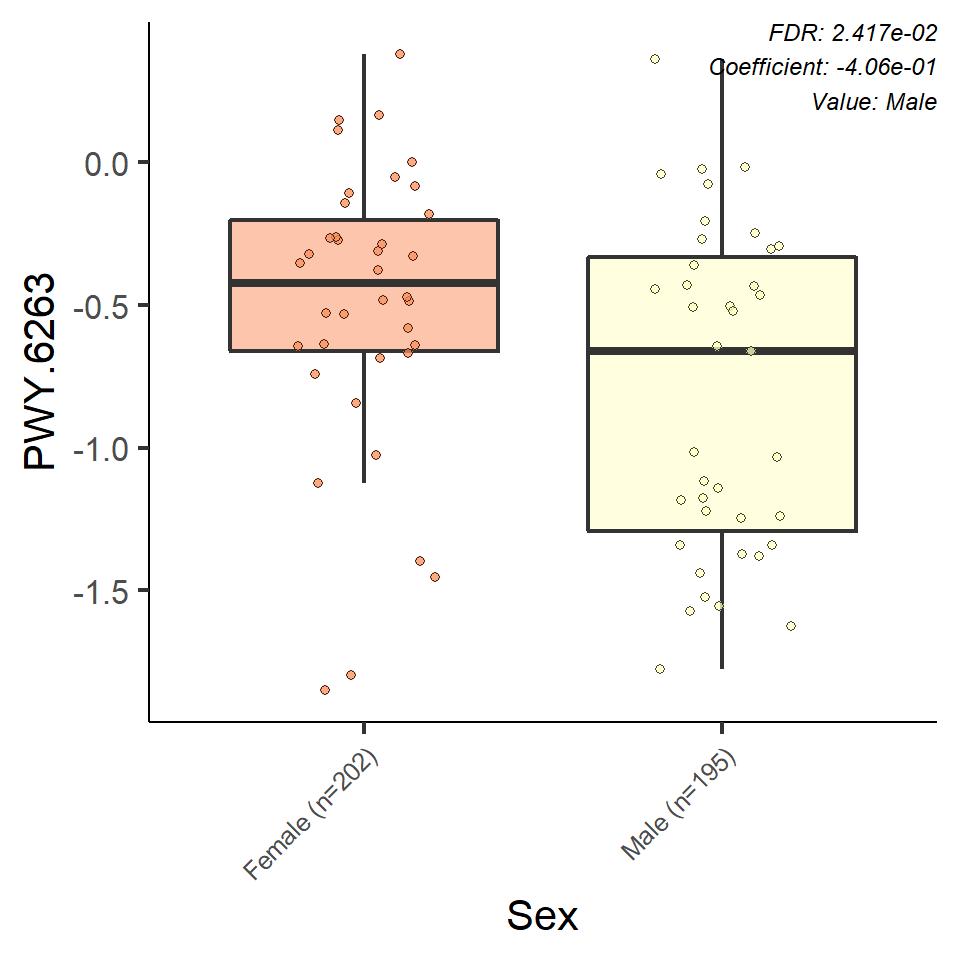 FDR: 2.417e-02
Coefficient: -4.06e-01
Value: Male
PWY.6263
0.0
-0.5
-1.0
-1.5
Female (n=202)
Male (n=195)
Sex